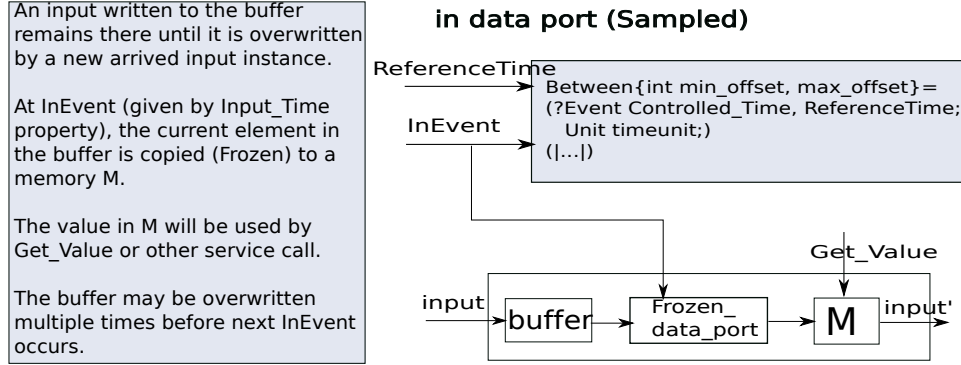 An input written to the buffer
remains there until it is overwritten
by a new arrived input instance.
At InEvent (given by Input_Time
property), the current element in
the buffer is copied (Frozen) to a
memory M.
The value in M will be used by
Get_Value or other service call.
The buffer may be overwritten
multiple times before next InEvent
occurs.
in data port (Sampled)
ReferenceTime
InEvent
Between{int min_offset, max_offset}=
(?Event Controlled_Time, ReferenceTime;
Unit timeunit;)
(|...|)
Get_Value
input
buffer
Frozen_
data_port
M
input'